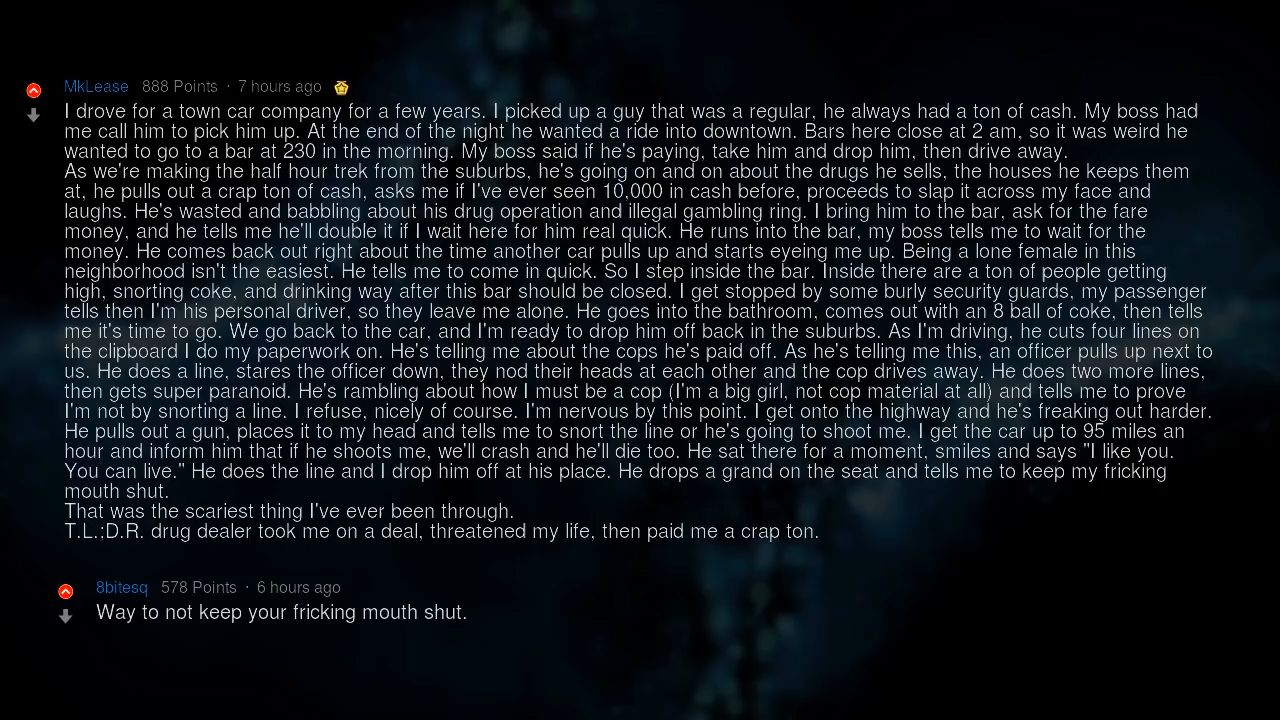 MkLease 888 Points · 7 hours ago
I drove for a town car company for a few years. I picked up a guy that was a regular, he always had a ton of cash. My boss had
me call him to pick him up. At the end of the night he wanted a ride into downtown. Bars here close at 2 am, so it was weird he
wanted to go to a bar at 230 in the morning. My boss said if he's paying, take him and drop him, then drive away.
As we're making the half hour trek from the suburbs, he's going on and on about the drugs he sells, the houses he keeps them
at, he pulls out a crap ton of cash, asks me if I've ever seen 10,000 in cash before, proceeds to slap it across my face and
laughs. He's wasted and babbling about his drug operation and illegal gambling ring. I bring him to the bar, ask for the fare
money, and he tells me he'll double it if I wait here for him real quick. He runs into the bar, my boss tells me to wait for the
money. He comes back out right about the time another car pulls up and starts eyeing me up. Being a lone female in this
neighborhood isn't the easiest. He tells me to come in quick. So I step inside the bar. Inside there are a ton of people getting
high, snorting coke, and drinking way after this bar should be closed. I get stopped by some burly security guards, my passenger
tells then I'm his personal driver, so they leave me alone. He goes into the bathroom, comes out with an 8 ball of coke, then tells
me it's time to go. We go back to the car, and I'm ready to drop him off back in the suburbs. As I'm driving, he cuts four lines on
the clipboard I do my paperwork on. He's telling me about the cops he's paid off. As he's telling me this, an officer pulls up next to
us. He does a line, stares the officer down, they nod their heads at each other and the cop drives away. He does two more lines,
then gets super paranoid. He's rambling about how I must be a cop (I'm a big girl, not cop material at all) and tells me to prove
I'm not by snorting a line. I refuse, nicely of course. I'm nervous by this point. I get onto the highway and he's freaking out harder.
He pulls out a gun, places it to my head and tells me to snort the line or he's going to shoot me. I get the car up to 95 miles an
hour and inform him that if he shoots me, we'll crash and he'll die too. He sat there for a moment, smiles and says "I like you.
You can live." He does the line and I drop him off at his place. He drops a grand on the seat and tells me to keep my fricking
mouth shut.
That was the scariest thing I've ever been through.
T.L.;D.R. drug dealer took me on a deal, threatened my life, then paid me a crap ton.
8bitesq 578 Points · 6 hours ago
Way to not keep your fricking mouth shut.